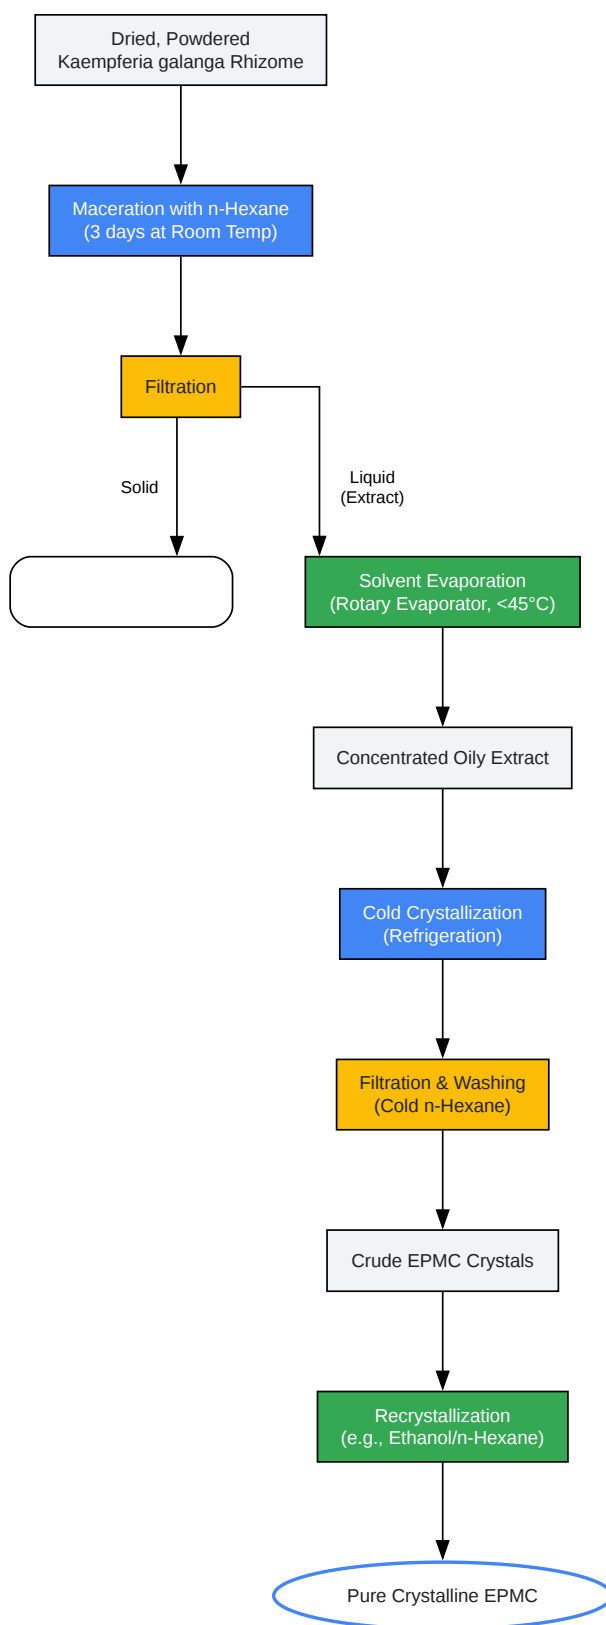 Dried, Powdered
Kaempferia galanga Rhizome
Maceration with n-Hexane
(3 days at Room Temp)
Filtration
Solid
Liquid
(Extract)
Solvent Evaporation
(Rotary Evaporator, <45°C)
Concentrated Oily Extract
Cold Crystallization
(Refrigeration)
Filtration & Washing
(Cold n-Hexane)
Crude EPMC Crystals
Recrystallization
(e.g., Ethanol/n-Hexane)
Pure Crystalline EPMC